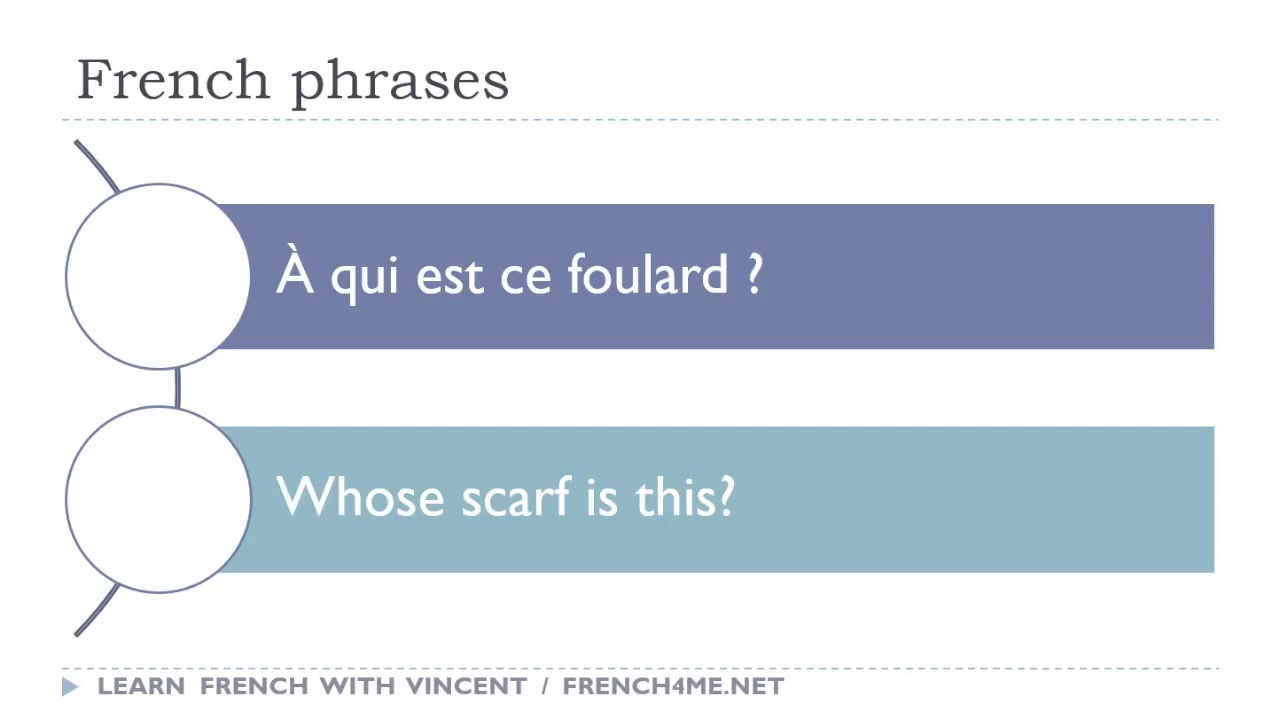 French phrases
À qui est ce foulard ?
Whose scarf is this?
LEARN FRENCH WITH VINCENT / FRENCH4ME.NET